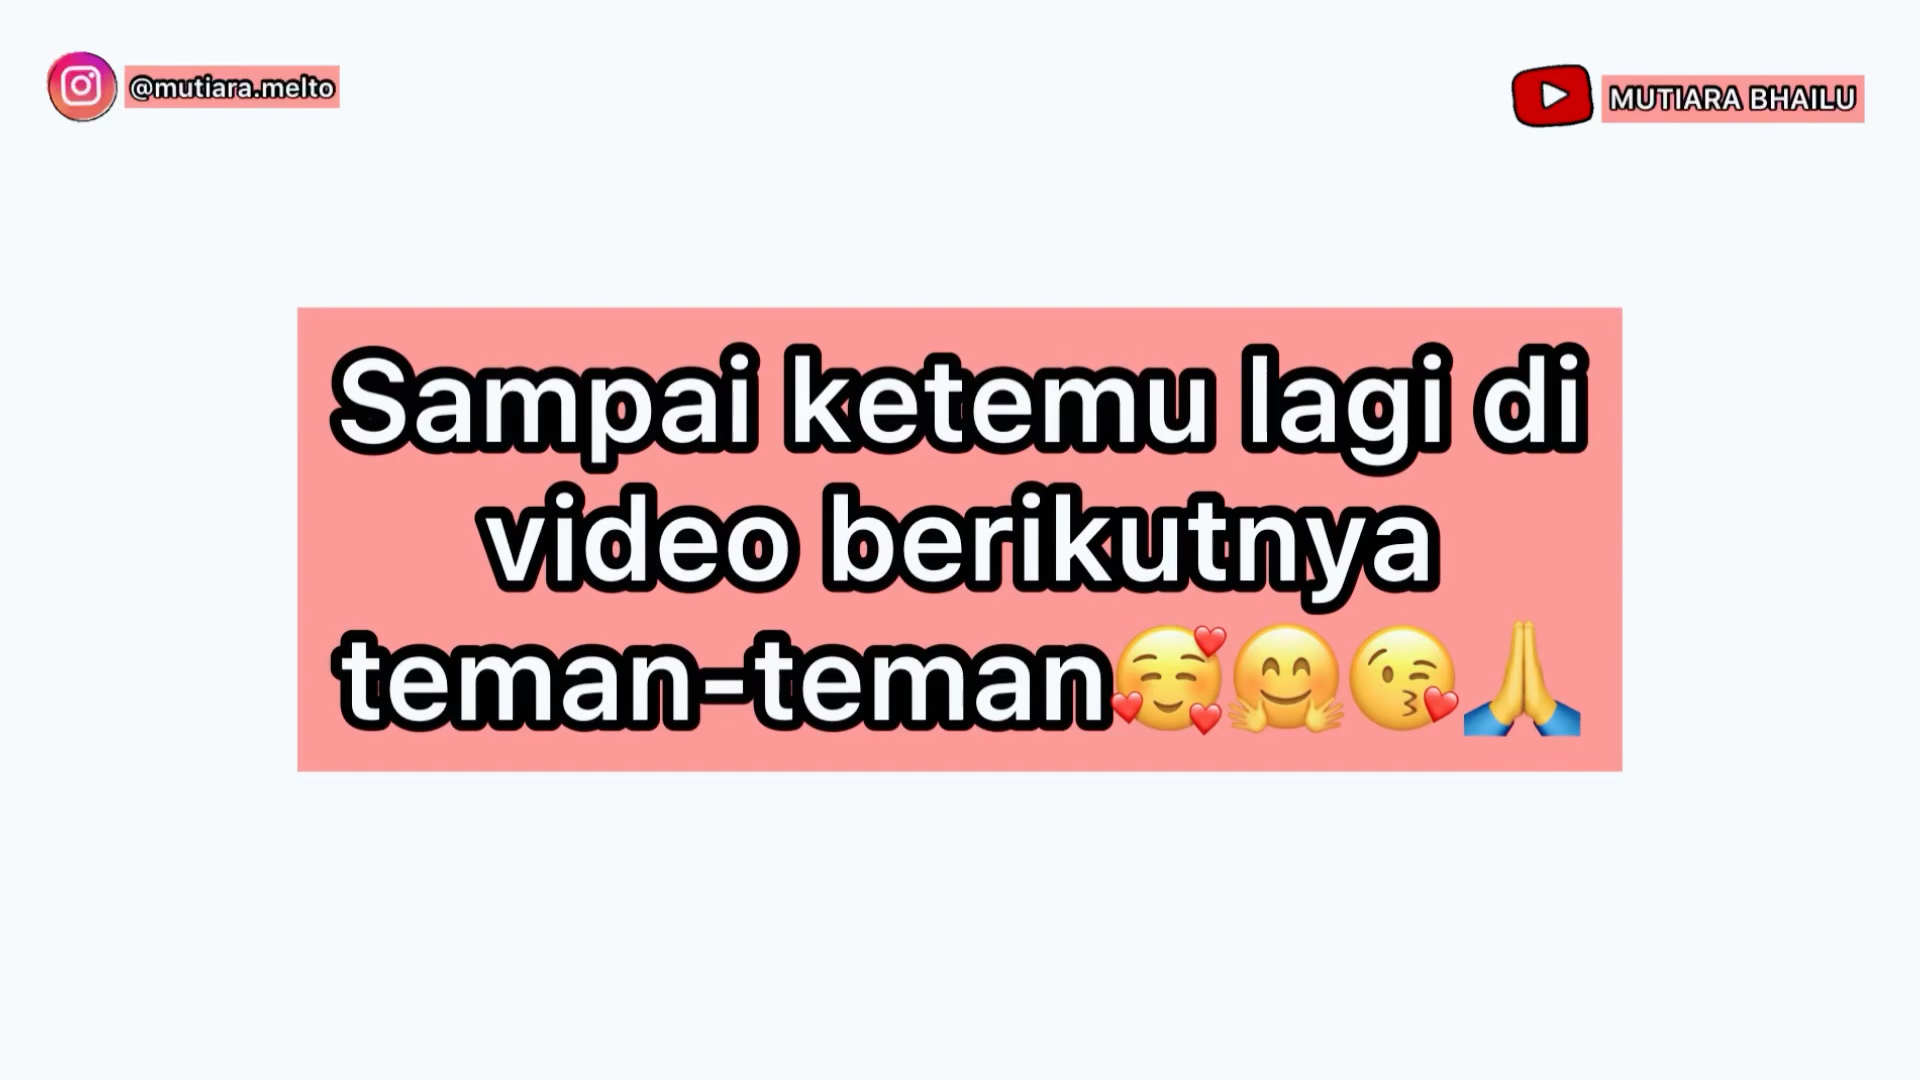 @mutiara.melto
MUTIARA BHAILU
Sampai ketemu lagi di
video berikutnya
teman-teman🥰🤗😘🙏